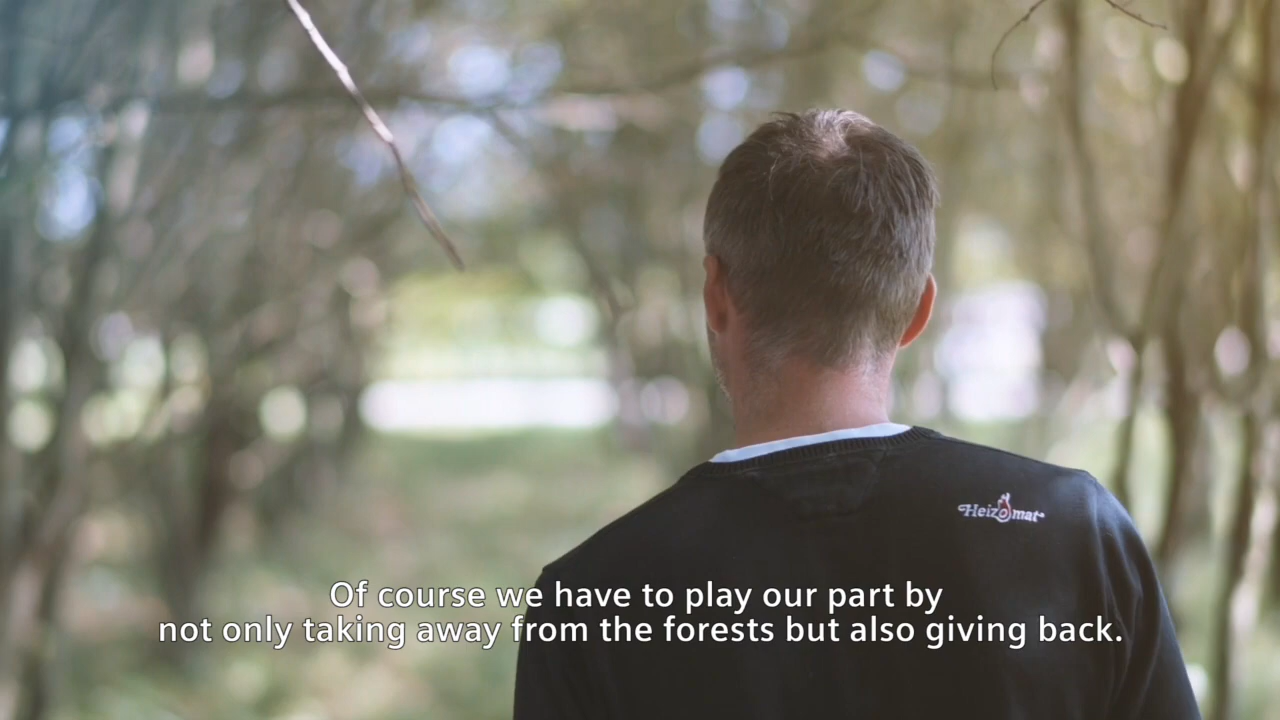 Heizomat
Of course we have to play our part by
not only taking away from the forests but also giving back.